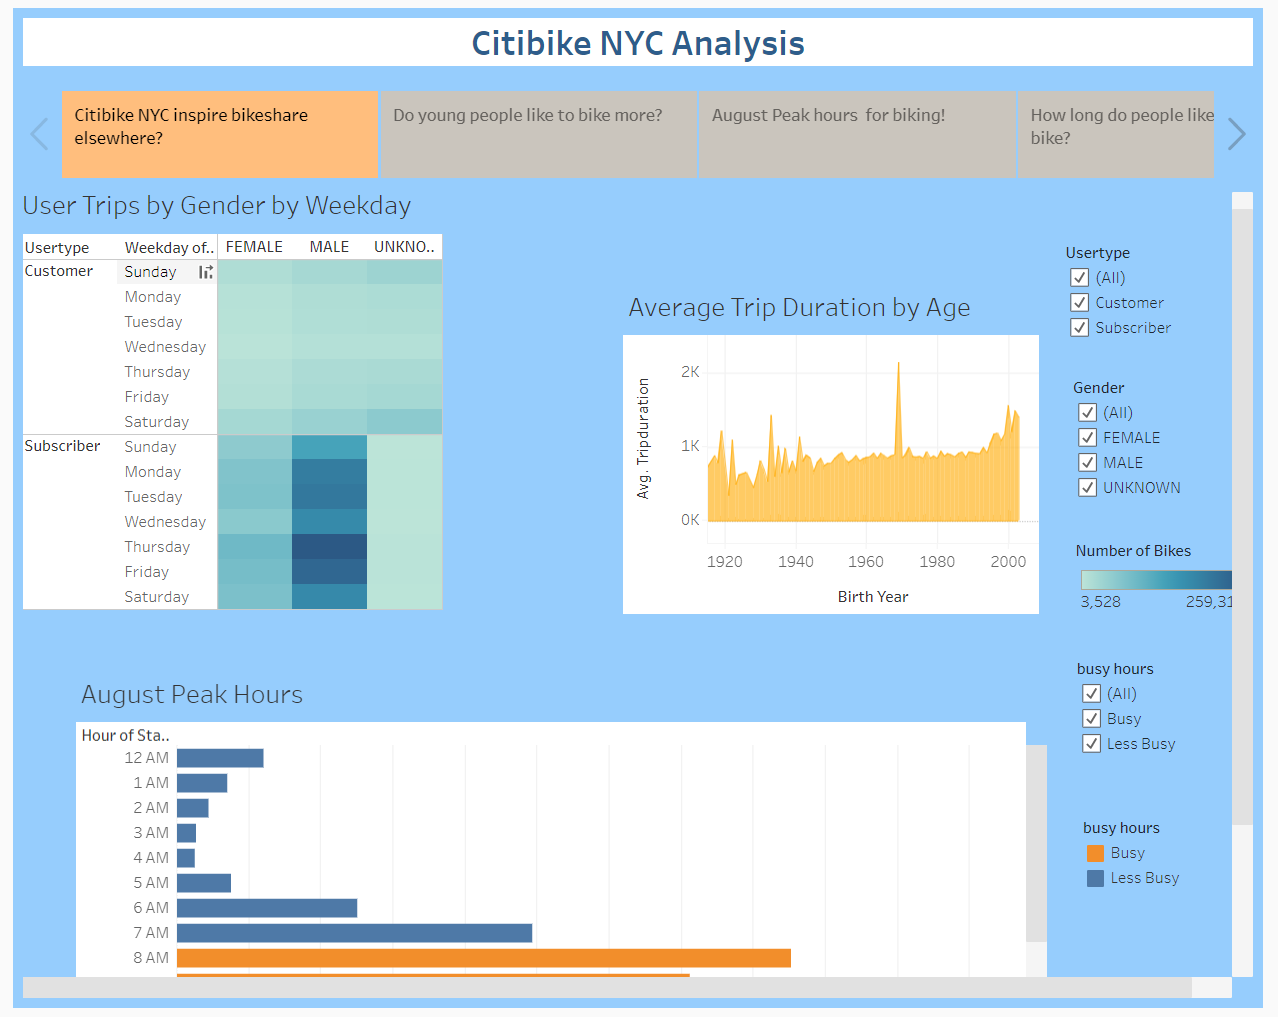 Citibike NYC Analysis
Citibike NYC inspire bikeshare
elsewhere?
Do young people like to bike more?
August Peak hours  for biking!
How long do people like
bike?
User Trips by Gender by Weekday
Usertype Weekday of.. FEMALE MALE UNKNO..
Customer Sunday
Monday
Tuesday
Wednesday
Thursday
Friday
Saturday
Subscriber Sunday
Monday
Tuesday
Wednesday
Thursday
Friday
Saturday
Average Trip Duration by Age
Avg. Tripduration
2K
1K
0K
1920 1940 1960 1980 2000
Birth Year
Usertype
(All)
Customer
Subscriber
Gender
(All)
FEMALE
MALE
UNKNOWN
Number of Bikes
3,528 259,31
busy hours
(All)
Busy
Less Busy
busy hours
Busy
Less Busy
August Peak Hours
Hour of Sta..
12 AM
1 AM
2 AM
3 AM
4 AM
5 AM
6 AM
7 AM
8 AM